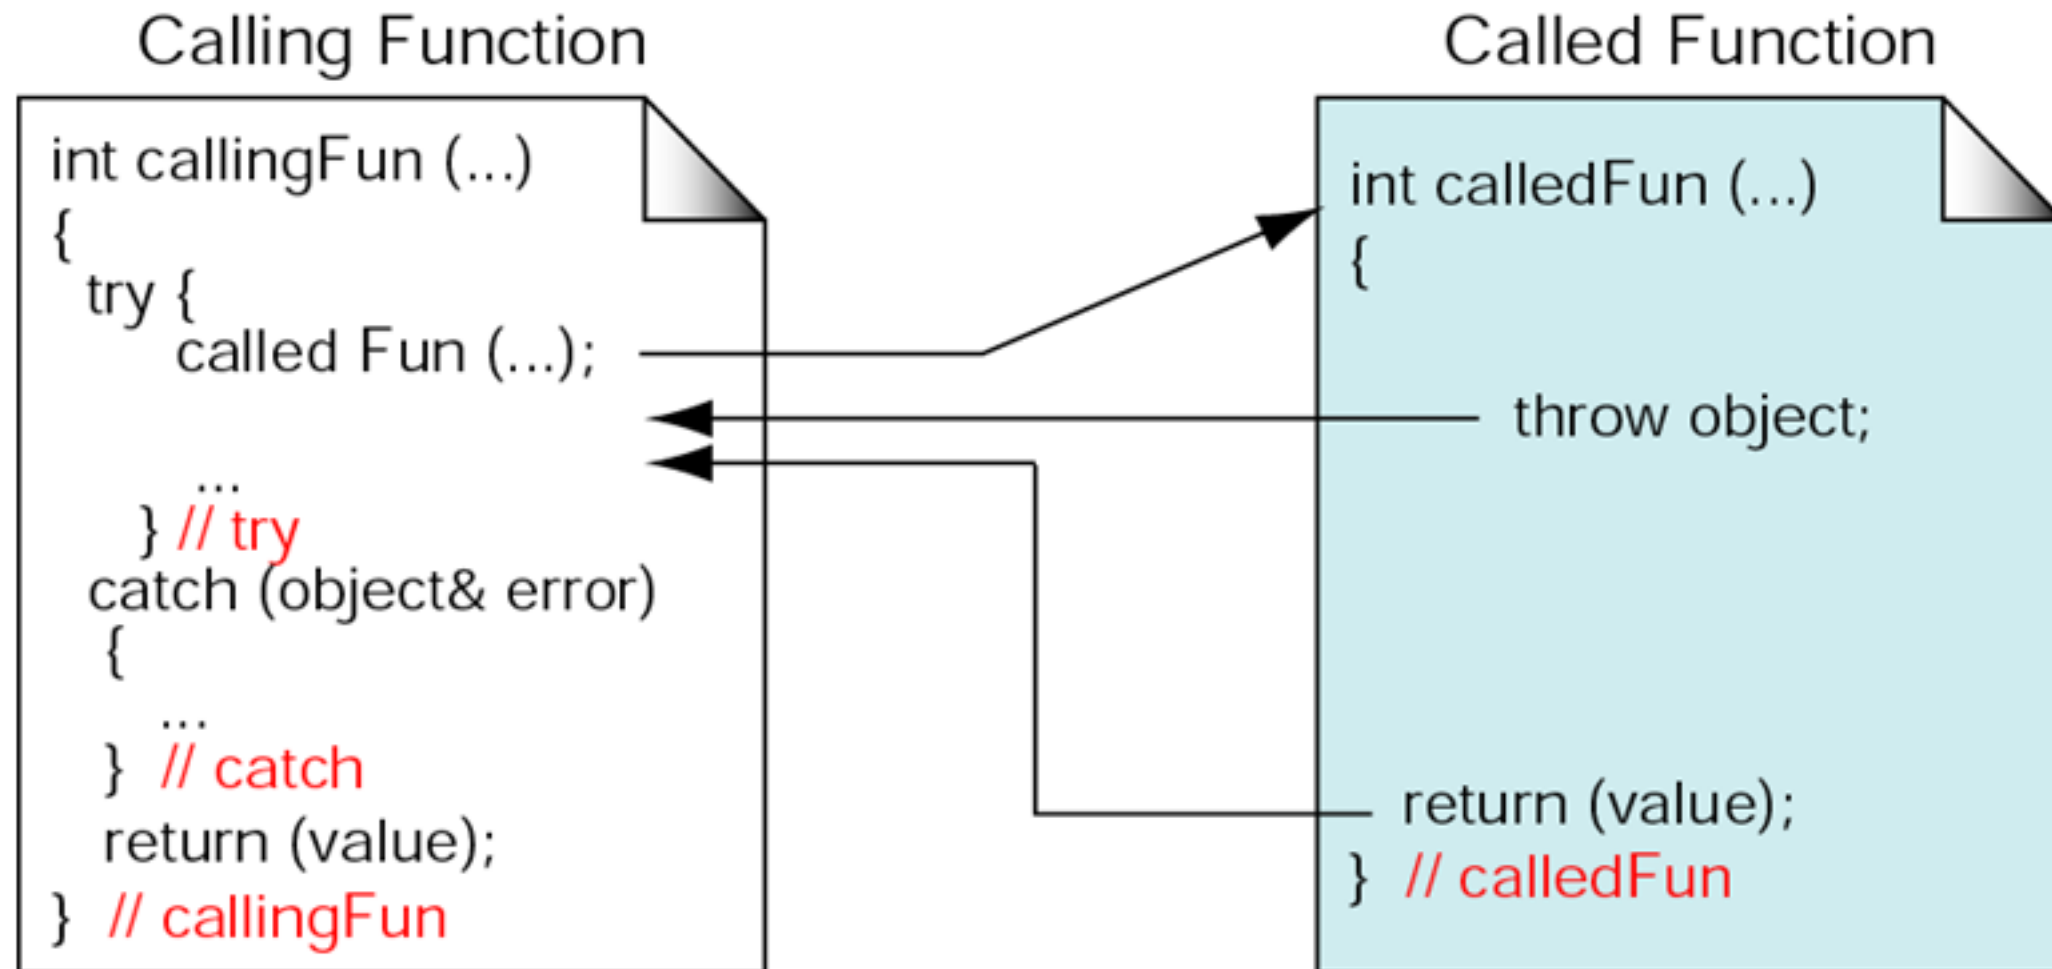 Calling Function
int callingFun (...)
{
try {
called Fun (...);
...
} // try
catch (object& error)
{
...
} // catch
return (value);
} // callingFun
Called Function
int calledFun (...)
{
throw object;
return (value);
} // calledFun